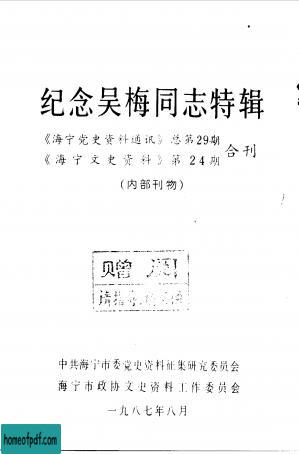 纪念吴梅同志特辑
《海宁党史资料通讯》总第29期
《海宁文史资料》第24期
合刊
(内部刊物)
赠
请指
中共海宁市委党史资料征集研究委员会
海宁市政协文史资料工作委员会
一九八七年八月
homeofpdf.com